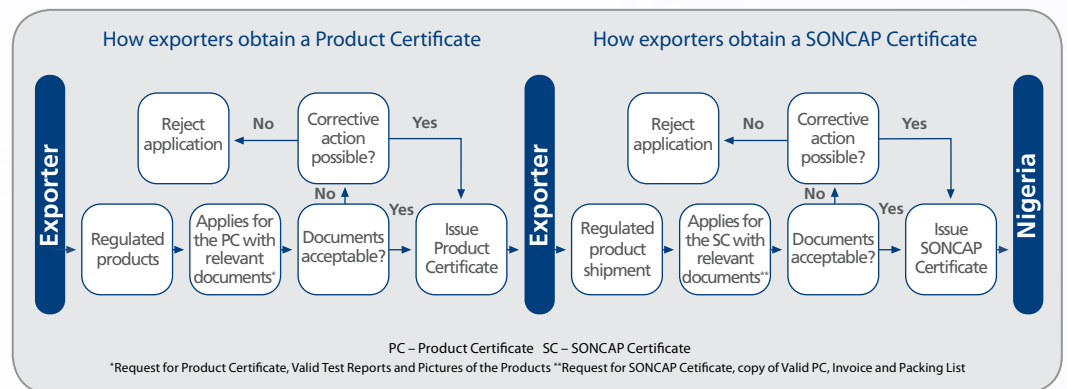 How exporters obtain a Product Certificate
How exporters obtain a SONCAP Certificate
Exporter
Reject
application
No
Corrective
action
possible?
Yes
Regulated
products
Applies for
the PC with
relevant
documents*
No
Documents
acceptable?
Yes
Issue
Product
Certificate
Exporter
Reject
application
No
Corrective
action
possible?
Yes
Regulated
product
shipment
Applies for
the SC with
relevant
documents**
No
Documents
acceptable?
Yes
Issue
SONCAP
Certificate
Nigeria
PC – Product Certificate SC – SONCAP Certificate
*Request for Product Certificate, Valid Test Reports and Pictures of the Products **Request for SONCAP Cetificate, copy of Valid PC, Invoice and Packing List